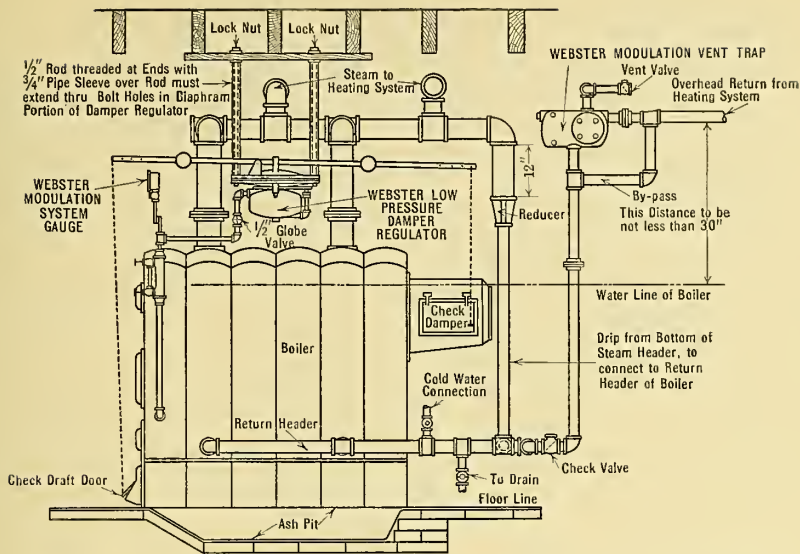 Lock Nut
Lock Nut
1/2" Rod threaded at Ends with
3/4" Pipe Sleeve over Rod must
extend thru Bolt Holes in Diaphram
Portion of Damper Regulator
Steam to
Heating System
WEBSTER MODULATION VENT TRAP
Vent Valve
Overhead Return from
Heating System
WEBSTER
MODULATION
SYSTEM
GAUGE
1/2" Globe
Valve
WEBSTER LOW
PRESSURE
DAMPER
REGULATOR
12"
Reducer
By-pass
This Distance to be
not less than 30"
Water Line of Boiler
Check
Damper
Boiler
Drip from Bottom of
Steam Header, to
connect to Return
Header of Boiler
Cold Water
Connection
Return Header
Check Valve
Check Draft Door
To Drain
Floor Line
Ash Pit